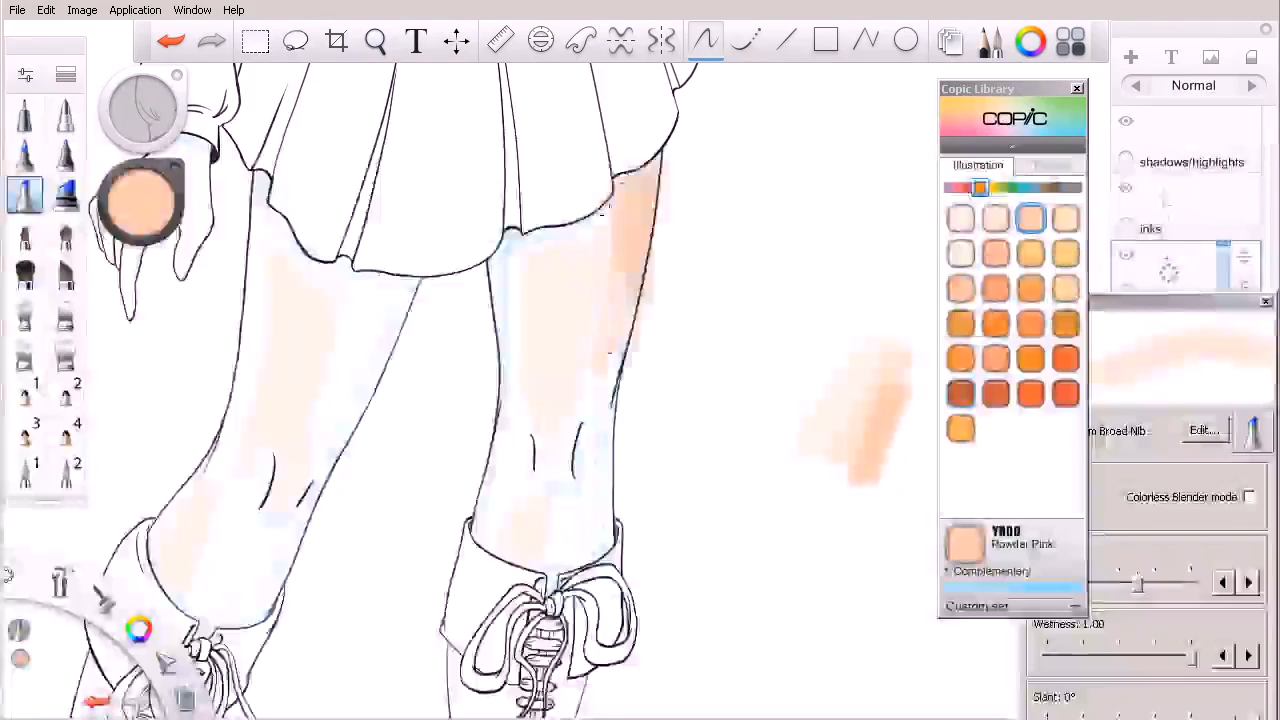 File Edit Image Application Window Help
T
T
Copic Library
Normal
COPIC
Illustration
shadows/highlights
inks
1 2
3 4
1 2
m Broad Nib
Edit...
Colorless Blender mode
YR00
Powder Pink
Complementary
Custom set
Wetness: 1.00
Slant: 0°